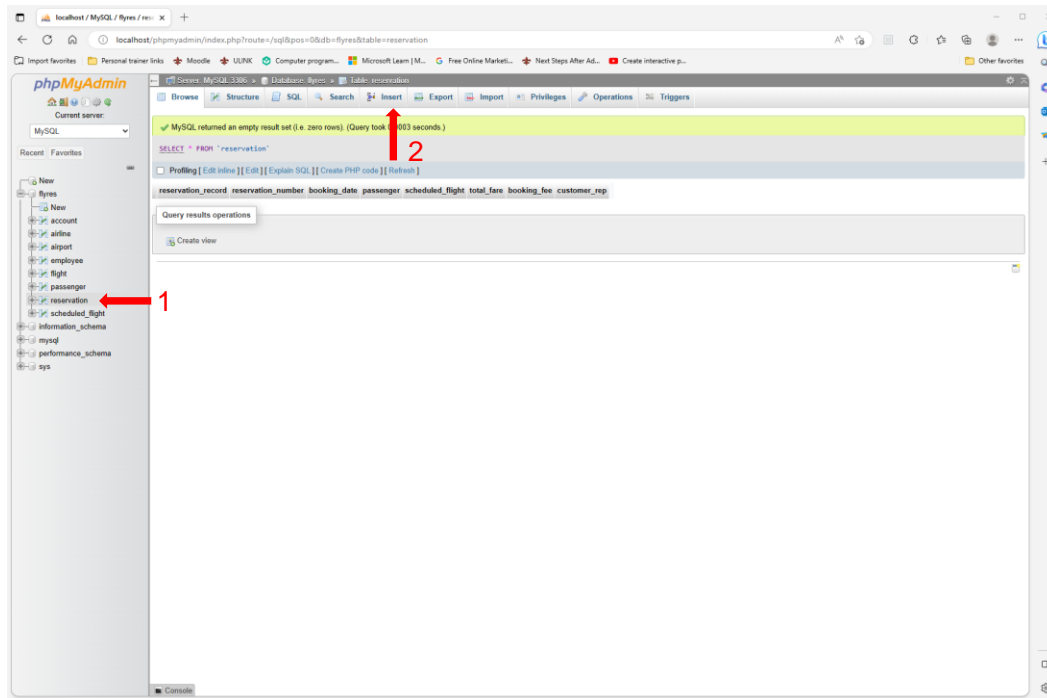 localhost / MySQL / flyres / res
localhost/phpmyadmin/index.php?route=/sql&pos=0&db=flyres&table=reservation
Import favorites Personal trainer links Moodle ULINK Computer program... Microsoft Learn | M... Free Online Marketi... Next Steps After Ad... Create interactive p... Other favorites
phpMyAdmin
Current server:
MySQL
Recent Favorites
New
flyres
New
account
airline
airport
employee
flight
passenger
reservation
scheduled_flight
information_schema
mysql
performance_schema
sys
1
Server: MySQL:3306 » Database: flyres » Table: reservation
Browse Structure SQL Search Insert Export Import Privileges Operations Triggers
MySQL returned an empty result set (i.e. zero rows). (Query took 003 seconds.)
2
SELECT * FROM `reservation`
Profiling [ Edit inline ] [ Edit ] [ Explain SQL ] [ Create PHP code ] [ Refresh ]
reservation_record reservation_number booking_date passenger scheduled_flight total_fare booking_fee customer_rep
Query results operations
Create view
Console